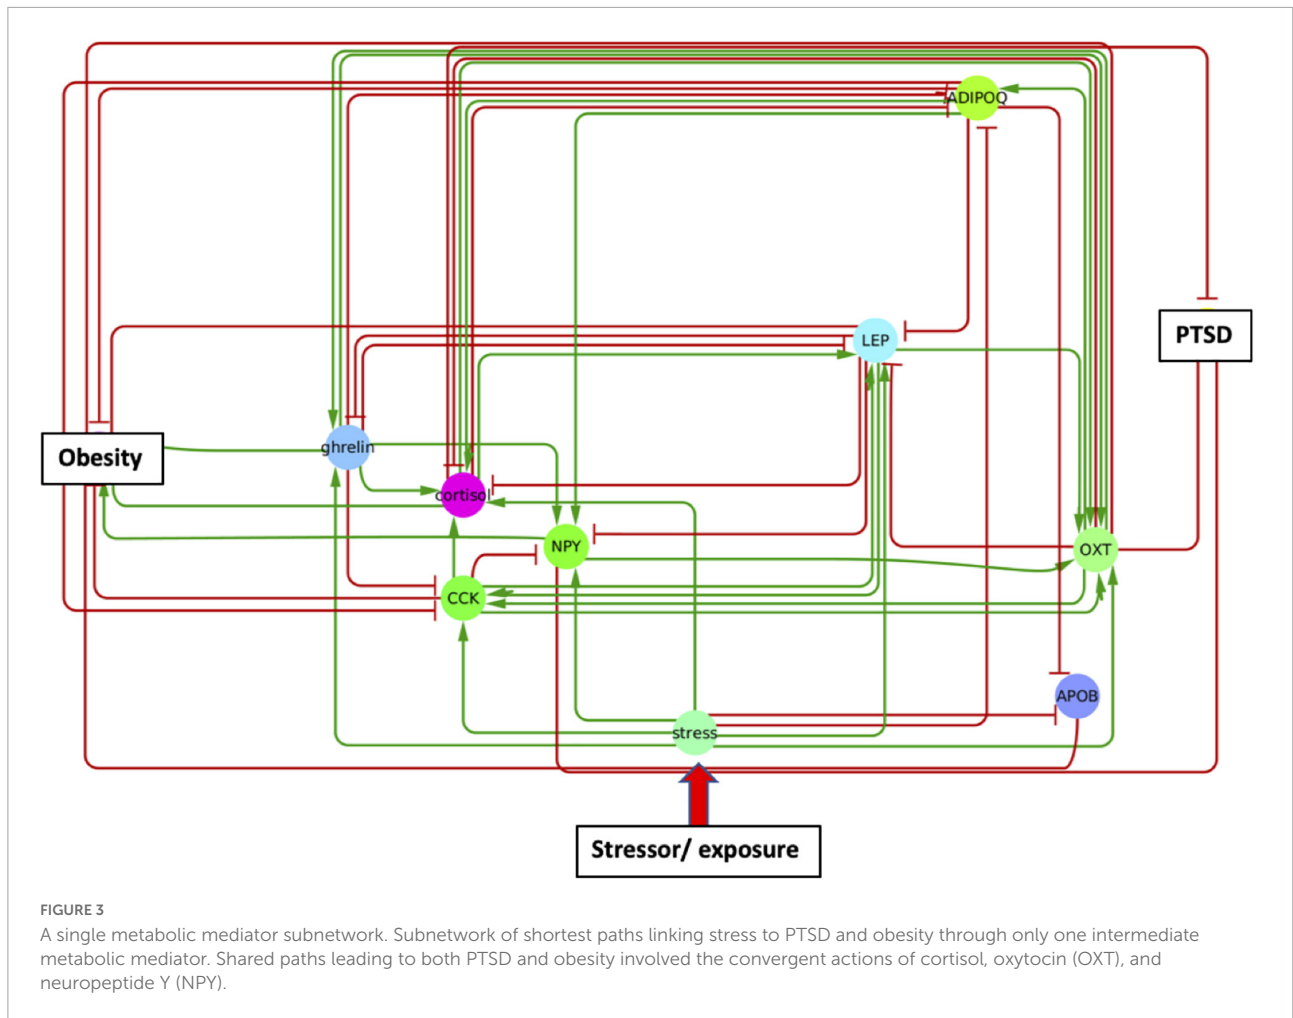 ADIPOQ
LEP
PTSD
Obesity
ghrelin
cortisol
NPY
OXT
CCK
APOB
stress
Stressor/ exposure
FIGURE 3
A single metabolic mediator subnetwork. Subnetwork of shortest paths linking stress to PTSD and obesity through only one intermediate
metabolic mediator. Shared paths leading to both PTSD and obesity involved the convergent actions of cortisol, oxytocin (OXT), and
neuropeptide Y (NPY).